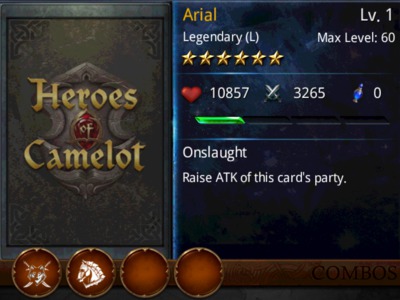 Arial
Lv. 1
Legendary (L)
Max Level: 60
10857
3265
0
Onslaught
Raise ATK of this card's party.
Heroes
of
Camelot
COMBOS